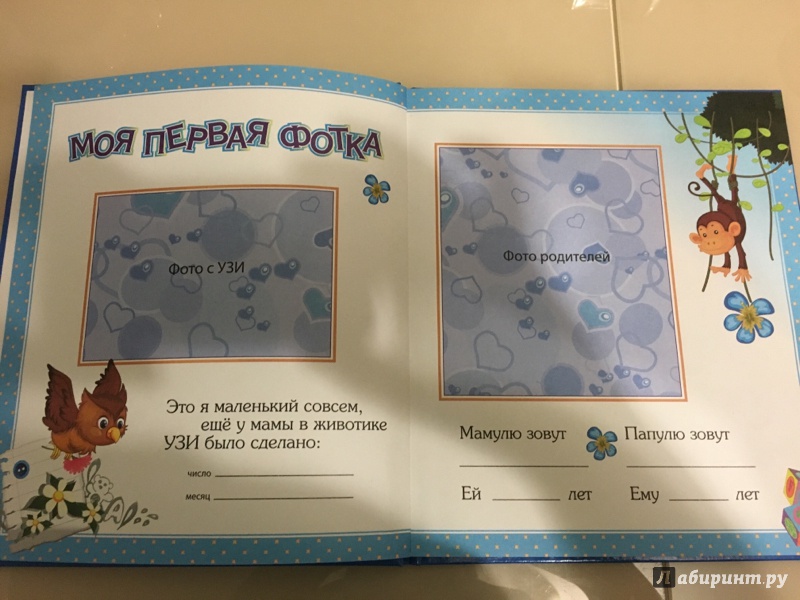 МОЯ ПЕРВАЯ ФОТКА
Фото с УЗИ
Это я маленький совсем,
ещё у мамы в животике
УЗИ было сделано:
число
месяц
Фото родителей
Мамулю зовут Папулю зовут
Ей лет Ему лет
Лабиринт.ру